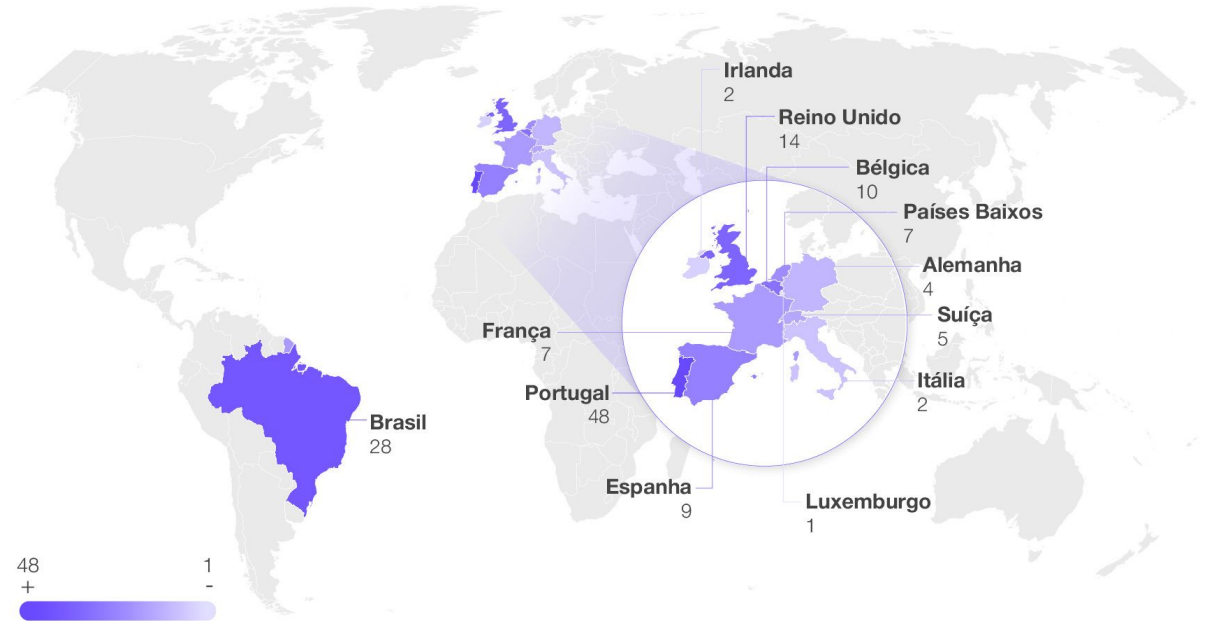 Irlanda
2
Reino Unido
14
Bélgica
10
Países Baixos
7
Alemanha
4
Suíça
5
França
7
Itália
2
Portugal
48
Brasil
28
Espanha
9
Luxemburgo
1
48
1
+
-